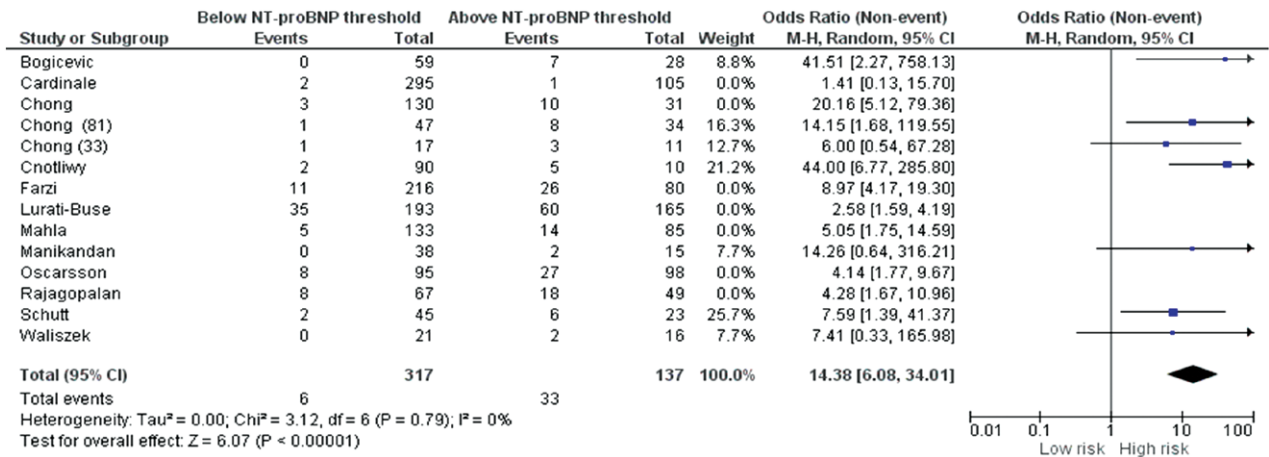 Below NT-proBNP threshold Above NT-proBNP threshold Odds Ratio (Non-event) Odds Ratio (Non-event)
Study or Subgroup Events Total Events Total Weight M-H, Random, 95% CI M-H, Random, 95% CI
Bogicevic 0 59 7 28 8.8% 41.51 [2.27, 758.13]
Cardinale 2 295 1 105 0.0% 1.41 [0.13, 15.70]
Chong 3 130 10 31 0.0% 20.16 [5.12, 79.36]
Chong (81) 1 47 8 34 16.3% 14.15 [1.68, 119.55]
Chong (33) 1 17 3 11 12.7% 6.00 [0.54, 67.28]
Cnotliwy 2 90 5 10 21.2% 44.00 [6.77, 285.80]
Farzi 11 216 26 80 0.0% 8.97 [4.17, 19.30]
Lurati-Buse 35 193 60 165 0.0% 2.58 [1.59, 4.19]
Mahla 5 133 14 85 0.0% 5.05 [1.75, 14.59]
Manikandan 0 38 2 15 7.7% 14.26 [0.64, 316.21]
Oscarsson 8 95 27 98 0.0% 4.14 [1.77, 9.67]
Rajagopalan 8 67 18 49 0.0% 4.28 [1.67, 10.96]
Schutt 2 45 6 23 25.7% 7.59 [1.39, 41.37]
Waliszek 0 21 2 16 7.7% 7.41 [0.33, 165.98]
Total (95% CI) 317 137 100.0% 14.38 [6.08, 34.01]
Total events 6 33
Heterogeneity: Tau² = 0.00; Chi² = 3.12, df = 6 (P = 0.79); I² = 0%
Test for overall effect: Z = 6.07 (P < 0.00001)
0.01 0.1 1 10 100
Low risk High risk